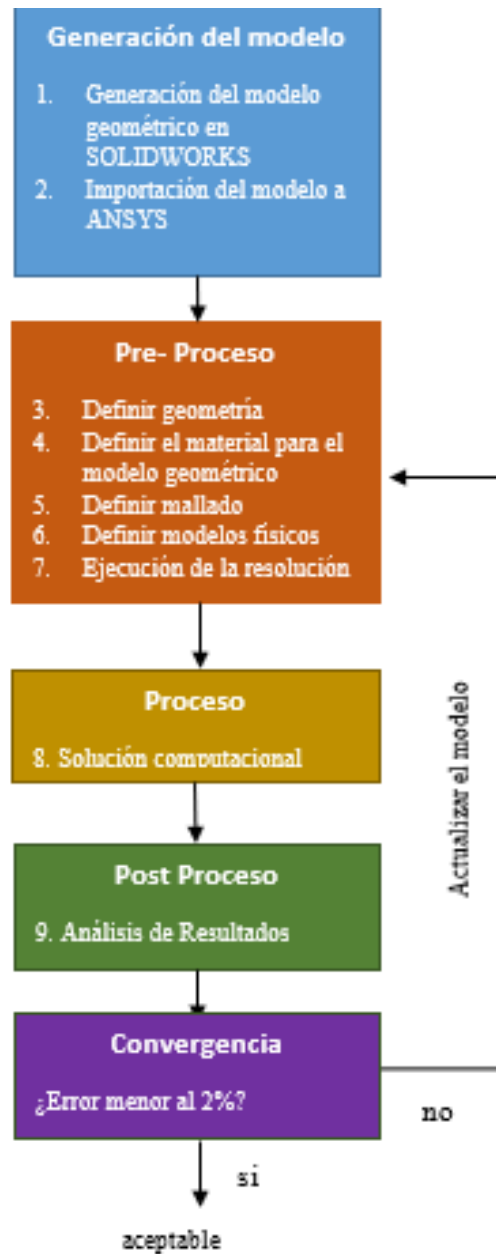 Generación del modelo
1. Generación del modelo
geométrico en
SOLIDWORKS
2. Importación del modelo a
ANSYS
Pre- Proceso
3. Definir geometría
4. Definir el material para el
modelo geométrico
5. Definir mallado
6. Definir modelos físicos
7. Ejecución de la resolución
Proceso
8. Solución computacional
Post Proceso
9. Análisis de Resultados
Convergencia
¿Error menor al 2%?
no
Actualizar el modelo
si
aceptable